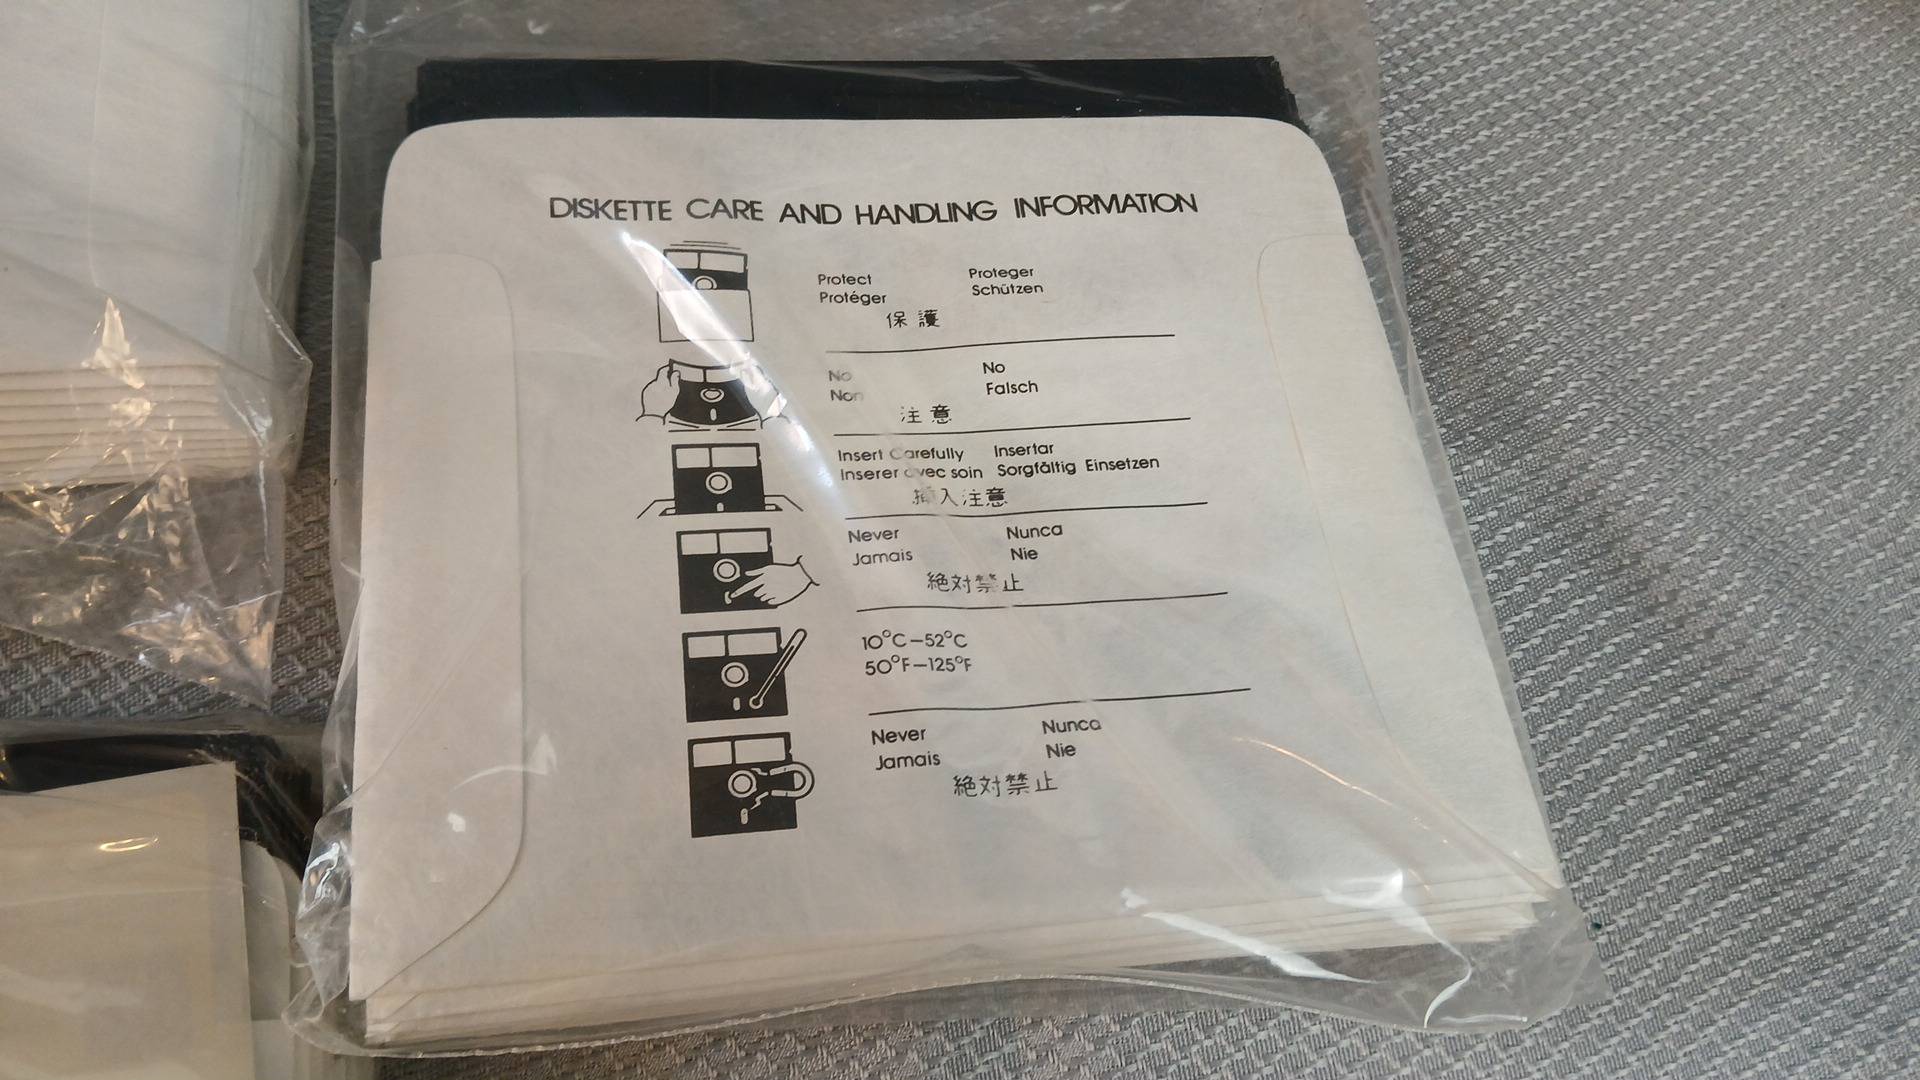 DISKETTE CARE AND HANDLING INFORMATION
Protect Proteger
Protéger Schützen
保護
No No
Non Falsch
注意
Insert Carefully Insertar
Inserer avec soin Sorgfältig Einsetzen
挿入注意
Never Nunca
Jamais Nie
絶対禁止
10°C–52°C
50°F–125°F
Never Nunca
Jamais Nie
絶対禁止